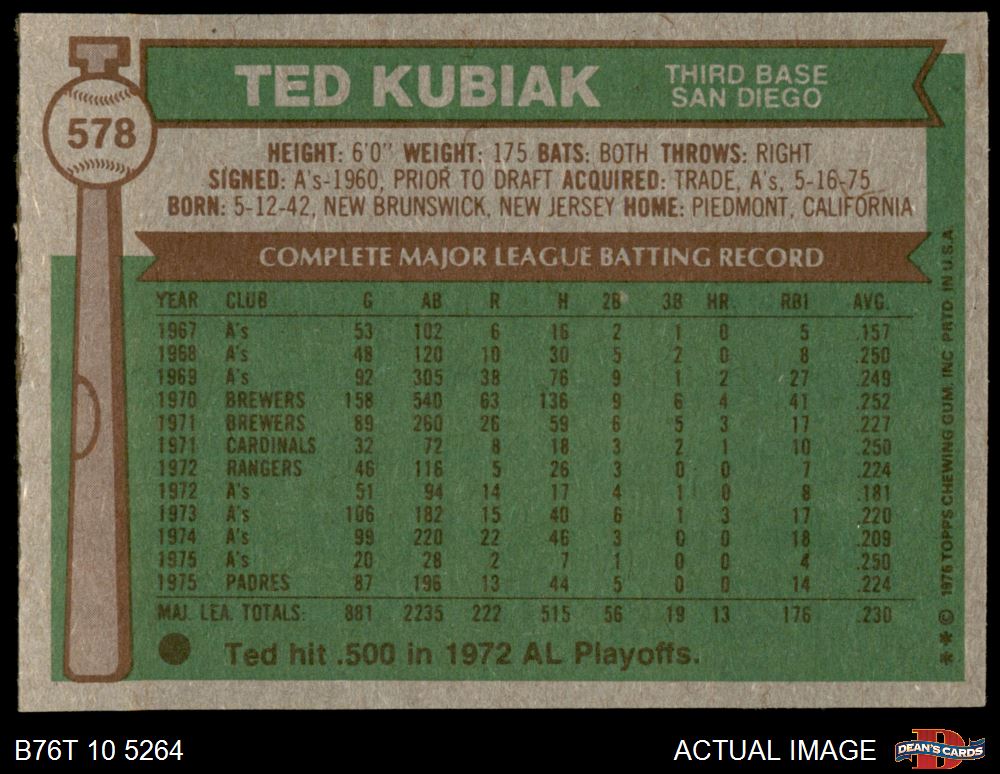 578
TED KUBIAK
THIRD BASE
SAN DIEGO
HEIGHT: 6'0" WEIGHT: 175 BATS: BOTH THROWS: RIGHT
SIGNED: A's-1960, PRIOR TO DRAFT ACQUIRED: TRADE, A's, 5-16-75
BORN: 5-12-42, NEW BRUNSWICK, NEW JERSEY HOME: PIEDMONT, CALIFORNIA
COMPLETE MAJOR LEAGUE BATTING RECORD
YEAR CLUB G AB R H 2B 3B HR RBI AVG.
1967 A's 53 102 6 16 2 1 0 5 .157
1968 A's 48 120 10 30 5 2 0 8 .250
1969 A's 92 305 38 76 9 1 2 27 .249
1970 BREWERS 158 540 63 136 9 6 4 41 .252
1971 BREWERS 89 260 26 59 6 5 3 17 .227
1971 CARDINALS 32 72 8 18 3 2 1 10 .250
1972 RANGERS 46 116 5 26 3 0 0 7 .224
1972 A's 51 94 14 17 4 1 0 8 .181
1973 A's 106 182 15 40 6 1 3 17 .220
1974 A's 99 220 22 46 3 0 0 18 .209
1975 A's 20 28 2 7 1 0 0 4 .250
1975 PADRES 87 196 13 44 5 0 0 14 .224
MAJ. LEA. TOTALS: 881 2235 222 515 56 19 13 176 .230
Ted hit .500 in 1972 AL Playoffs.
** © 1976 TOPPS CHEWING GUM, INC. PRTD. IN U.S.A.
B76T 10 5264
ACTUAL IMAGE
DEAN'S CARDS